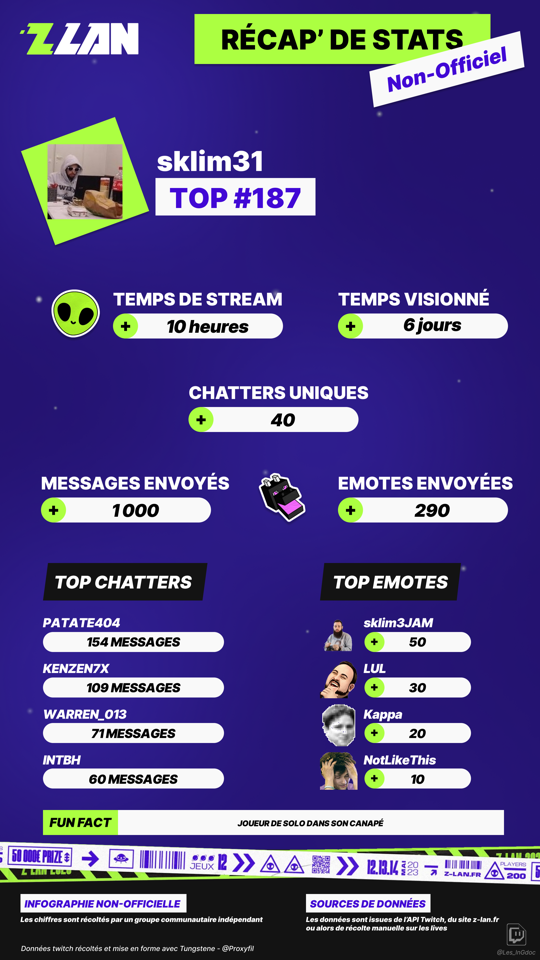 Z LAN
RÉCAP' DE STATS
Non-Officiel
sklim31
TOP #187
TEMPS DE STREAM
TEMPS VISIONNÉ
+ 10 heures
+ 6 jours
CHATTERS UNIQUES
+ 40
MESSAGES ENVOYÉS
EMOTES ENVOYÉES
+ 1 000
+ 290
TOP CHATTERS
TOP EMOTES
PATATE404
154 MESSAGES
KENZEN7X
109 MESSAGES
WARREN_013
71 MESSAGES
INTBH
60 MESSAGES
sklim3JAM
+ 50
LUL
+ 30
Kappa
+ 20
NotLikeThis
+ 10
FUN FACT
JOUEUR DE SOLO DANS SON CANAPÉ
50 000€ PRIZE
JEUX 12
12.13.14 MAI 2023
Z-LAN.FR
PLAYERS 200
INFOGRAPHIE NON-OFFICIELLE
Les chiffres sont récoltés par un groupe communautaire indépendant
SOURCES DE DONNÉES
Les données sont issues de l'API Twitch, du site z-lan.fr
ou alors de récolte manuelle sur les lives
Données twitch récoltés et mise en forme avec Tungstene - @Proxyfil
@Les_InGdoc